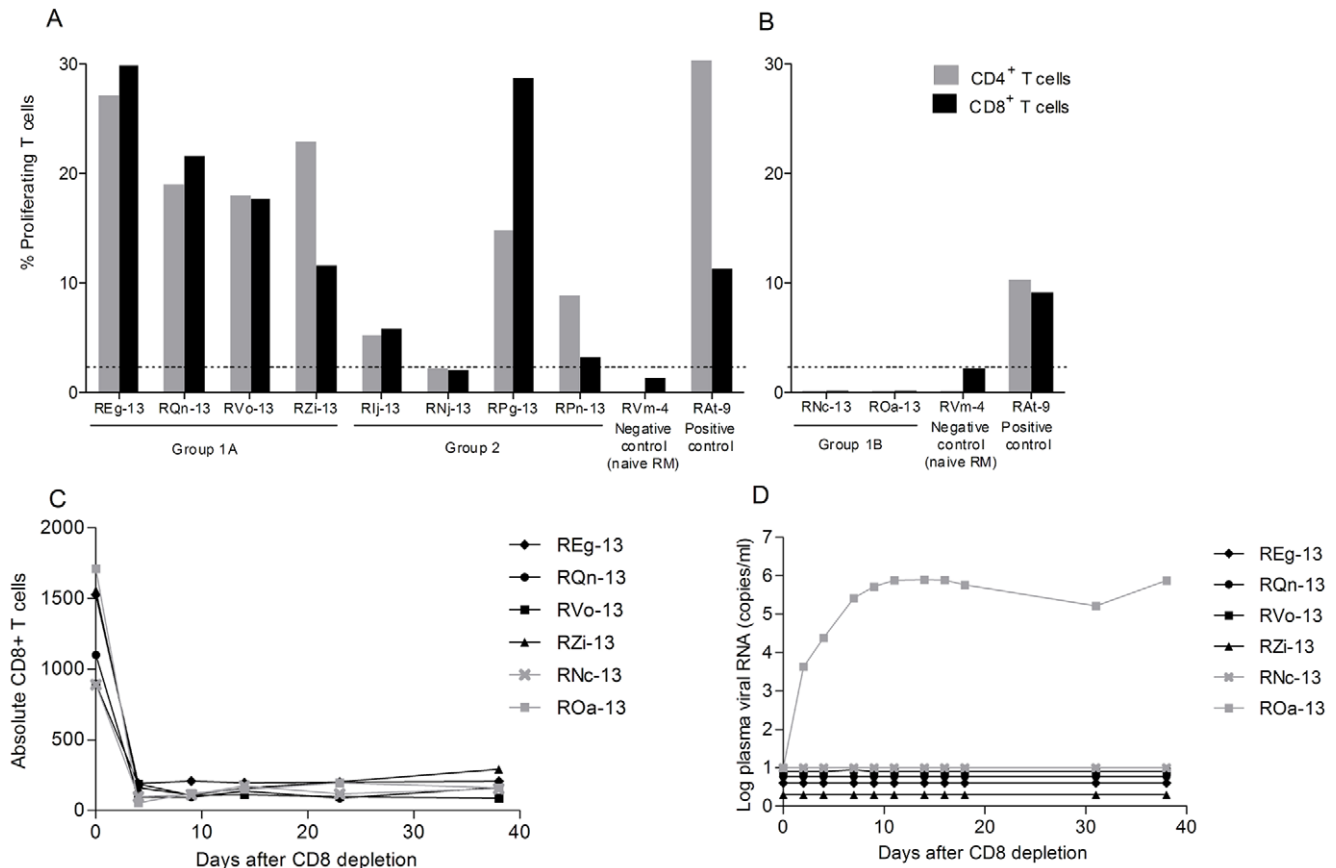 A
B
% Proliferating T cells
30
20
10
0
REg-13 RQn-13 RVo-13 RZi-13 RIj-13 RNj-13 RPg-13 RPn-13 RVm-4 RAt-9
Negative Positive
control control
(naive RM)
Group 1A
Group 2
30
20
10
0
CD4+ T cells
CD8+ T cells
RNc-13 ROa-13 RVm-4 RAt-9
Negative Positive
control control
(naive RM)
Group 1B
C
Absolute CD8+ T cells
2000
1500
1000
500
0
0 10 20 30 40
Days after CD8 depletion
REg-13
RQn-13
RVo-13
RZi-13
RNc-13
ROa-13
D
Log plasma viral RNA (copies/ml)
7
6
5
4
3
2
1
0
0 10 20 30 40
Days after CD8 depletion
REg-13
RQn-13
RVo-13
RZi-13
RNc-13
ROa-13